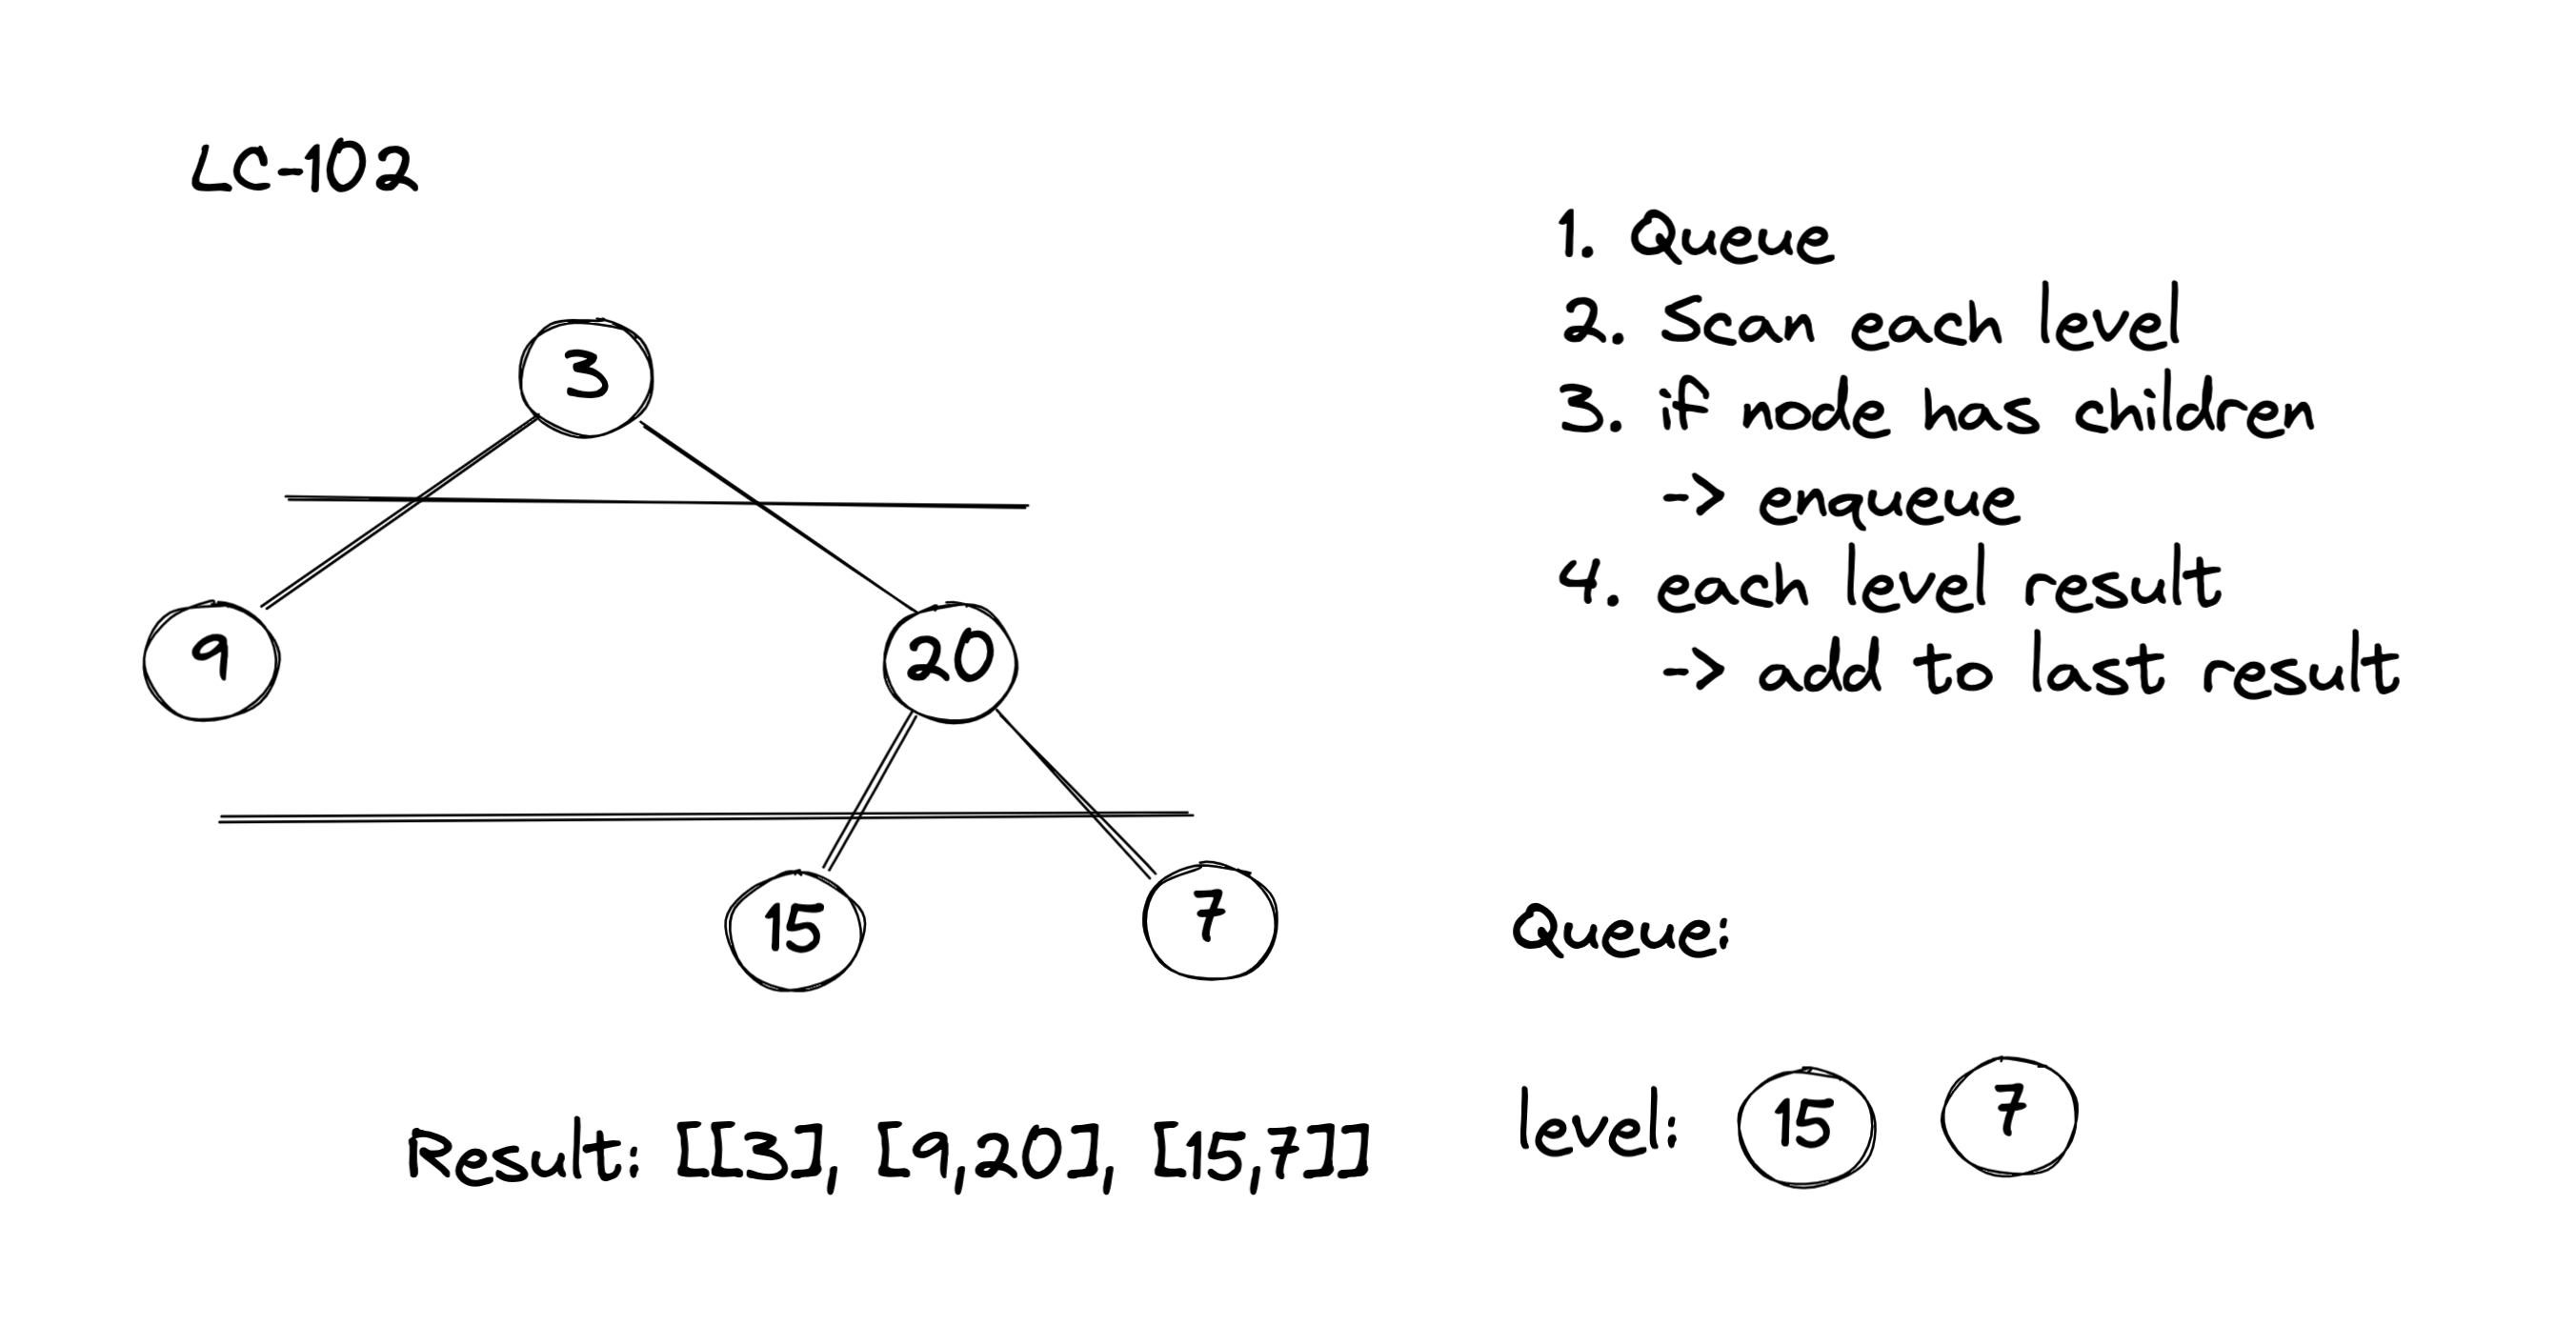 LC-102
3
9
20
15
7
Result: [[3], [9,20], [15,7]]
1. Queue
2. Scan each level
3. if node has children
-> enqueue
4. each level result
-> add to last result
Queue:
level: 15 7